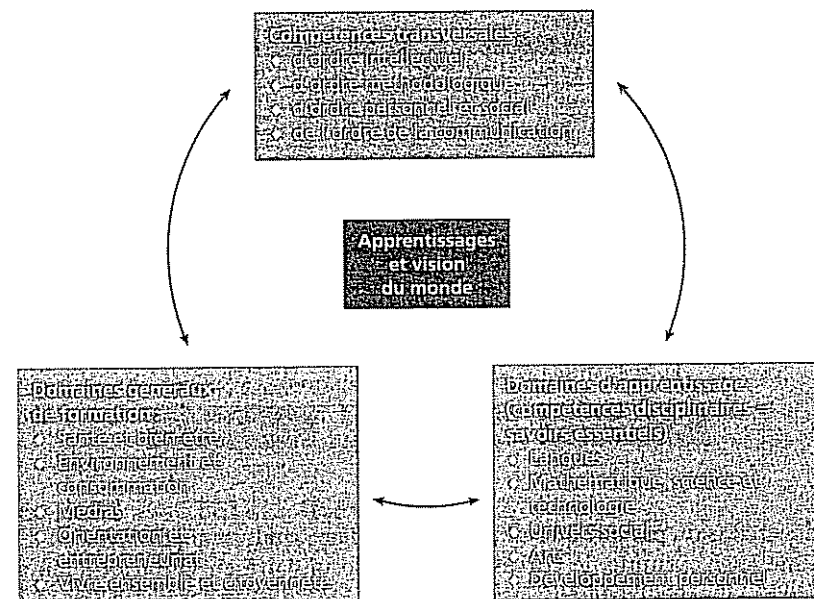 Compétences transversales
◆ d'ordre intellectuel
◆ d'ordre méthodologique
◆ d'ordre personnel et social
◆ de l'ordre de la communication
Apprentissages
et vision
du monde
Domaines généraux
de formation
◆ Santé et bien-être
◆ Environnement et
consommation
◆ Médias
◆ Orientation et
entrepreneuriat
◆ Vivre ensemble et citoyenneté
Domaines d'apprentissage
(Compétences disciplinaires –
savoirs essentiels)
◇ Langues
◇ Mathématique, science et
technologie
◇ Univers social
◇ Arts
◇ Développement personnel